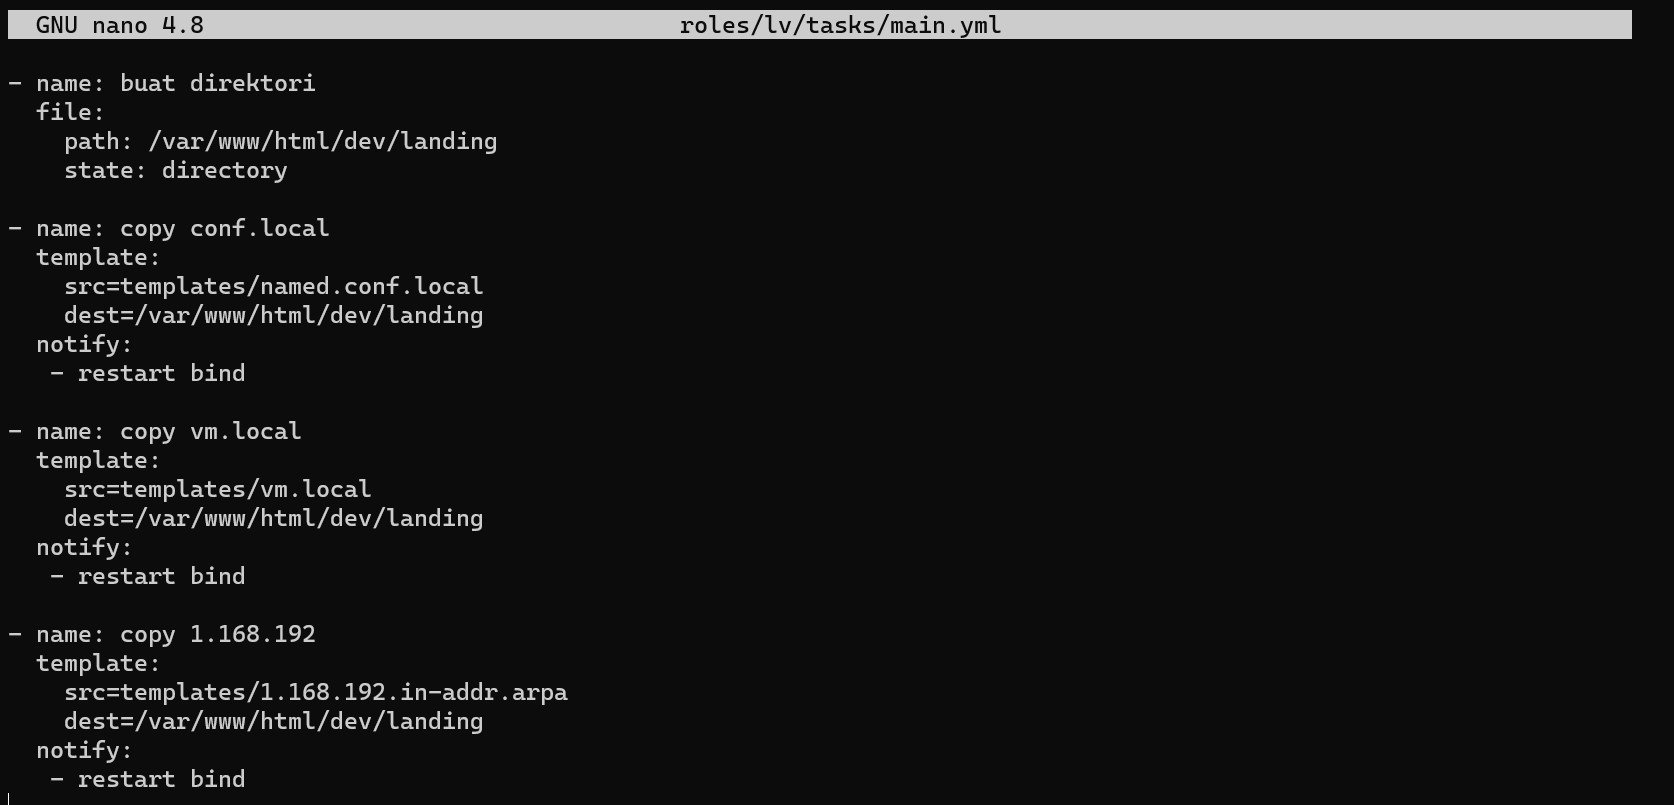 GNU nano 4.8 roles/lv/tasks/main.yml
- name: buat direktori
  file:
    path: /var/www/html/dev/landing
    state: directory
- name: copy conf.local
  template:
    src=templates/named.conf.local
    dest=/var/www/html/dev/landing
  notify:
   - restart bind
- name: copy vm.local
  template:
    src=templates/vm.local
    dest=/var/www/html/dev/landing
  notify:
   - restart bind
- name: copy 1.168.192
  template:
    src=templates/1.168.192.in-addr.arpa
    dest=/var/www/html/dev/landing
  notify:
   - restart bind